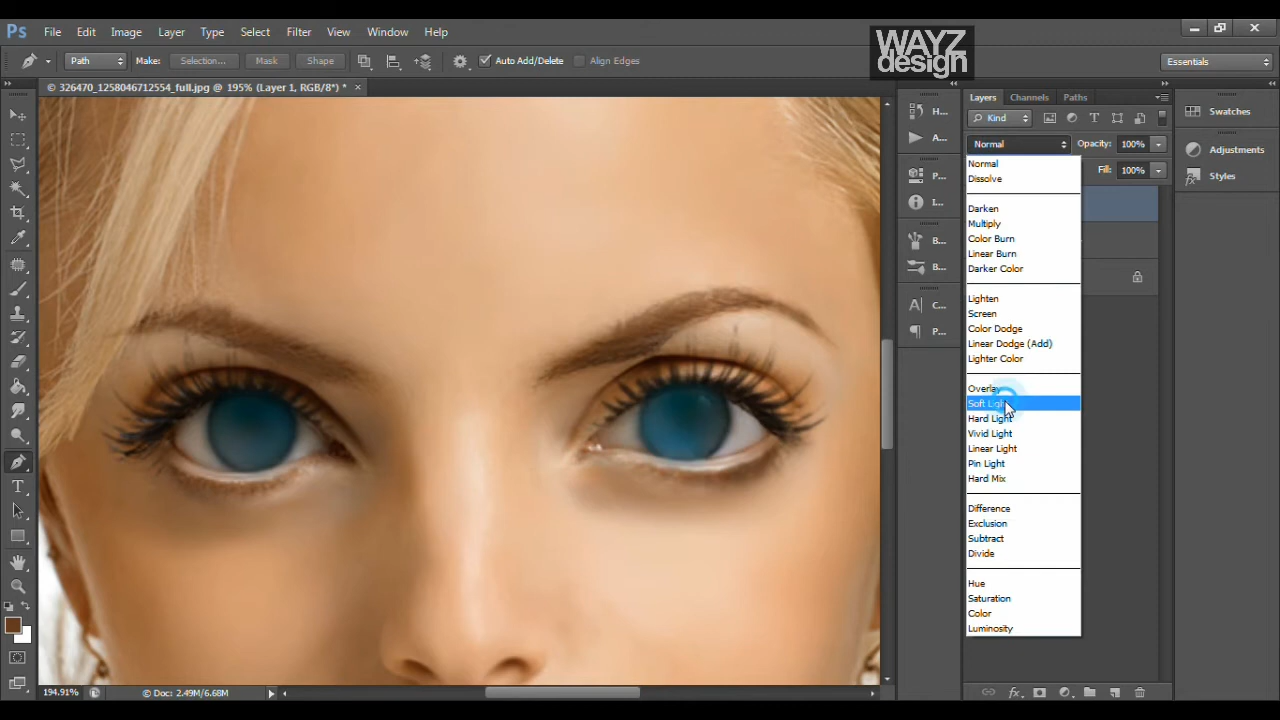 Ps File Edit Image Layer Type Select Filter View Window Help
WAYZ
design
Path Make: Selection... Mask Shape Auto Add/Delete Align Edges Essentials
© 326470_1258046712554_full.jpg @ 195% (Layer 1, RGB/8*) * ×
Layers Channels Paths
H...
A...
P...
I...
B...
B...
C...
P...
Kind
Normal Opacity: 100%
Fill: 100%
Normal
Dissolve
Darken
Multiply
Color Burn
Linear Burn
Darker Color
Lighten
Screen
Color Dodge
Linear Dodge (Add)
Lighter Color
Overlay
Soft Light
Hard Light
Vivid Light
Linear Light
Pin Light
Hard Mix
Difference
Exclusion
Subtract
Divide
Hue
Saturation
Color
Luminosity
Swatches
Adjustments
Styles
194.91% © Doc: 2.49M/6.68M